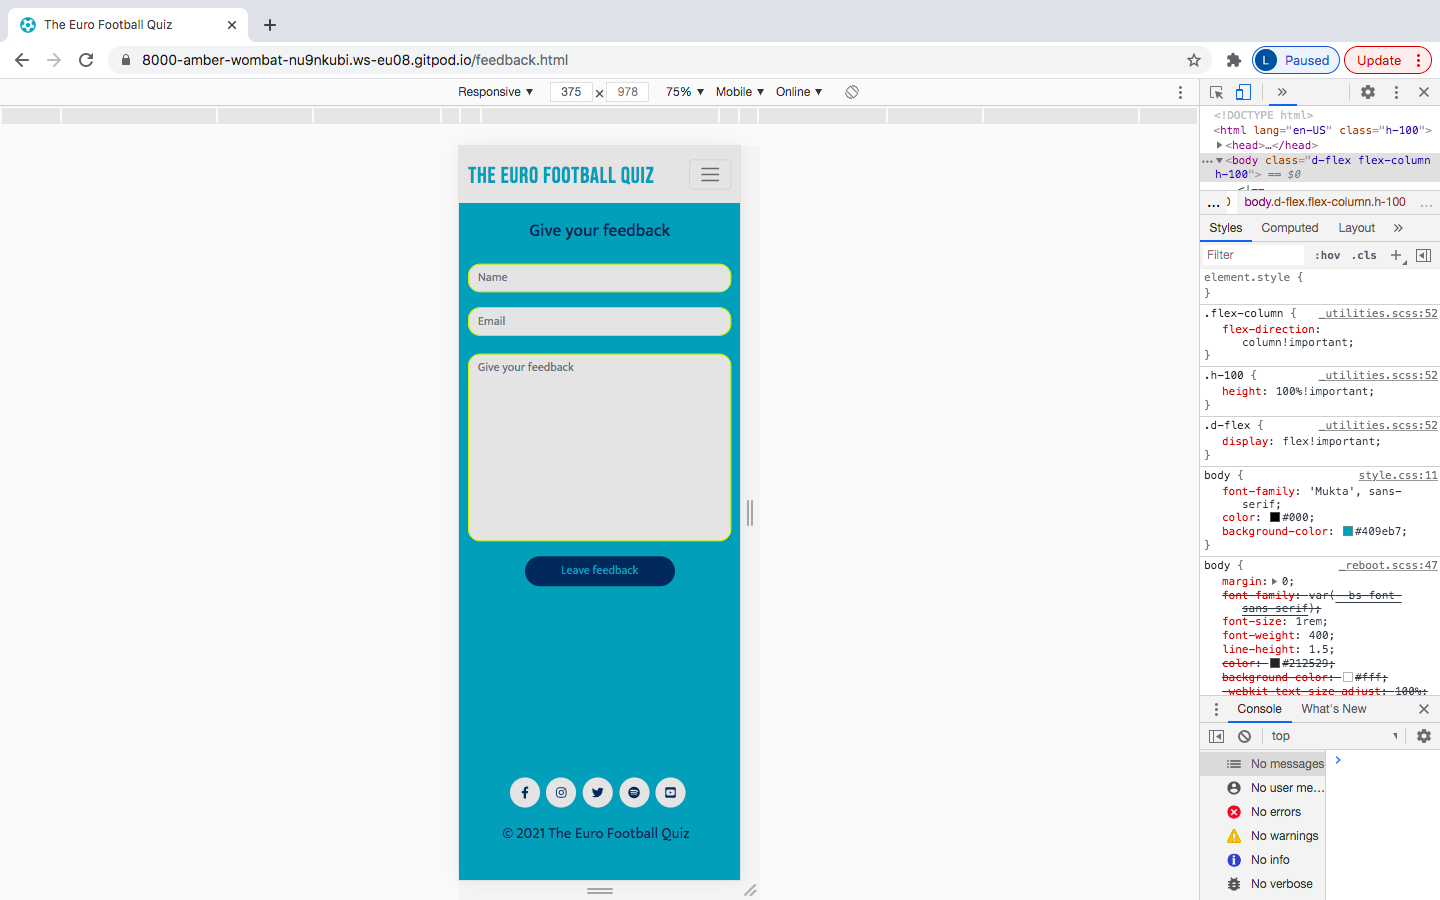 The Euro Football Quiz
8000-amber-wombat-nu9nkubi.ws-eu08.gitpod.io/feedback.html
L Paused
Update
Responsive ▼ 375 × 978 75% ▼ Mobile ▼ Online ▼
THE EURO FOOTBALL QUIZ
Give your feedback
Name
Email
Give your feedback
Leave feedback
© 2021 The Euro Football Quiz
<!DOCTYPE html>
<html lang="en-US" class="h-100">
▶<head>…</head>
…▼<body class="d-flex flex-column
h-100"> == $0
<!--
… body.d-flex.flex-column.h-100 …
Styles Computed Layout »
Filter :hov .cls +
element.style {
}
.flex-column { _utilities.scss:52
flex-direction:
column!important;
}
.h-100 { _utilities.scss:52
height: 100%!important;
}
.d-flex { _utilities.scss:52
display: flex!important;
}
body { style.css:11
font-family: 'Mukta', sans-
serif;
color: #000;
background-color: #409eb7;
}
body { _reboot.scss:47
margin: ▶ 0;
font-family: var(--bs-font-
sans-serif);
font-size: 1rem;
font-weight: 400;
line-height: 1.5;
color: #212529;
background-color: #fff;
-webkit-text-size-adjust: 100%;
Console What's New
top
No messages
No user me…
No errors
No warnings
No info
No verbose